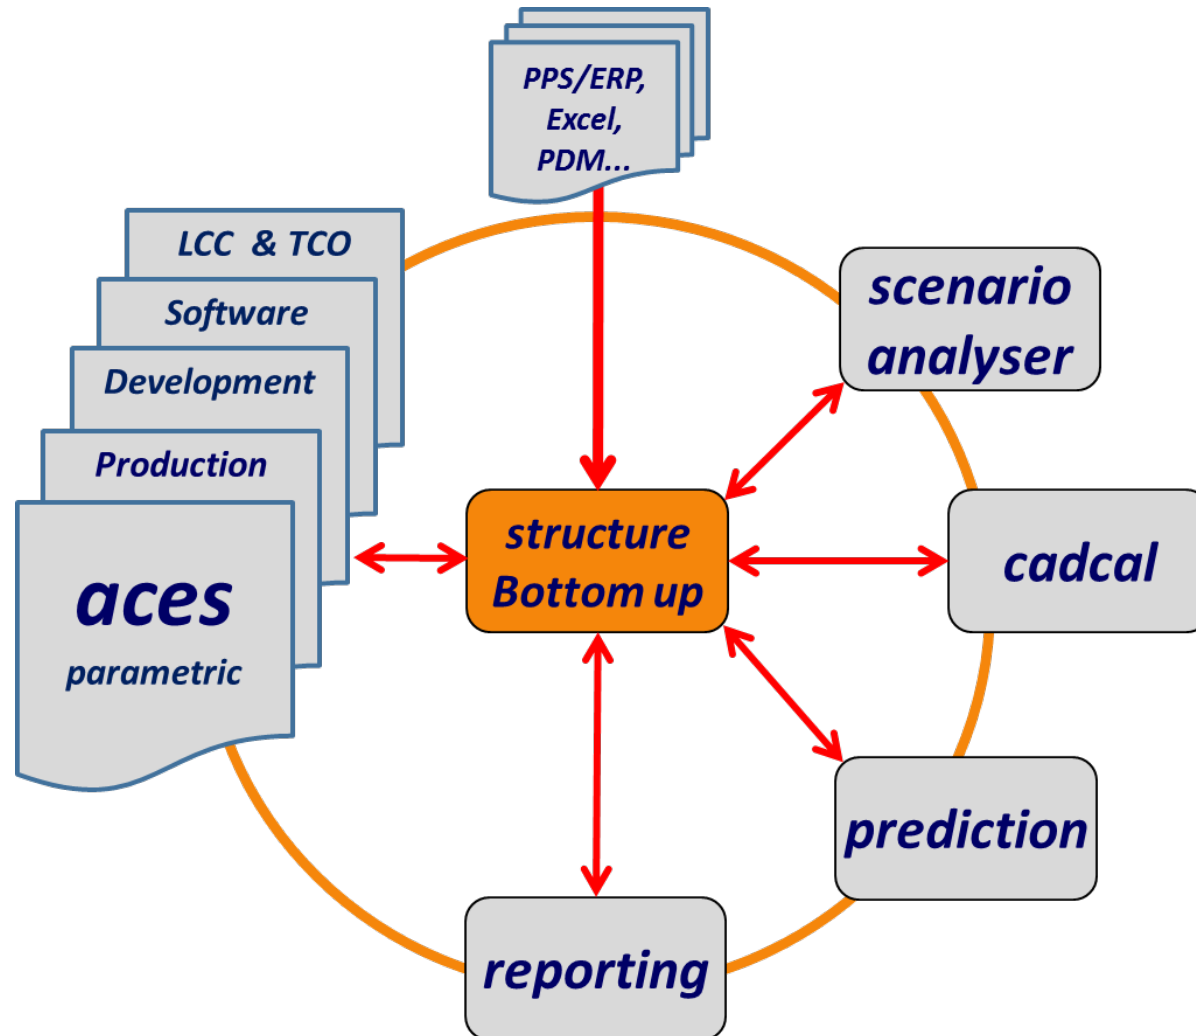 PPS/ERP,
Excel,
PDM...
LCC & TCO
Software
Development
Production
aces
parametric
scenario
analyser
structure
Bottom up
cadcal
prediction
reporting